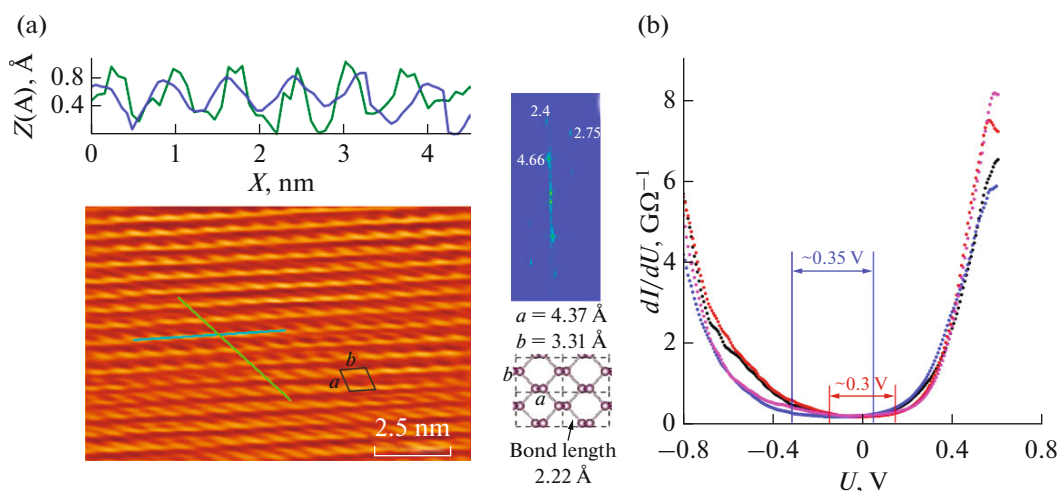 (a)
Z(A), Å
0.8
0.4
0 1 2 3 4
X, nm
b
a
2.5 nm
2.4
2.75
4.66
a = 4.37 Å
b = 3.31 Å
b
a
Bond length
2.22 Å
(b)
dI/dU, GΩ⁻¹
8
6
4
2
0
~0.35 V
~0.3 V
−0.8 −0.4 0 0.4 0.8
U, V